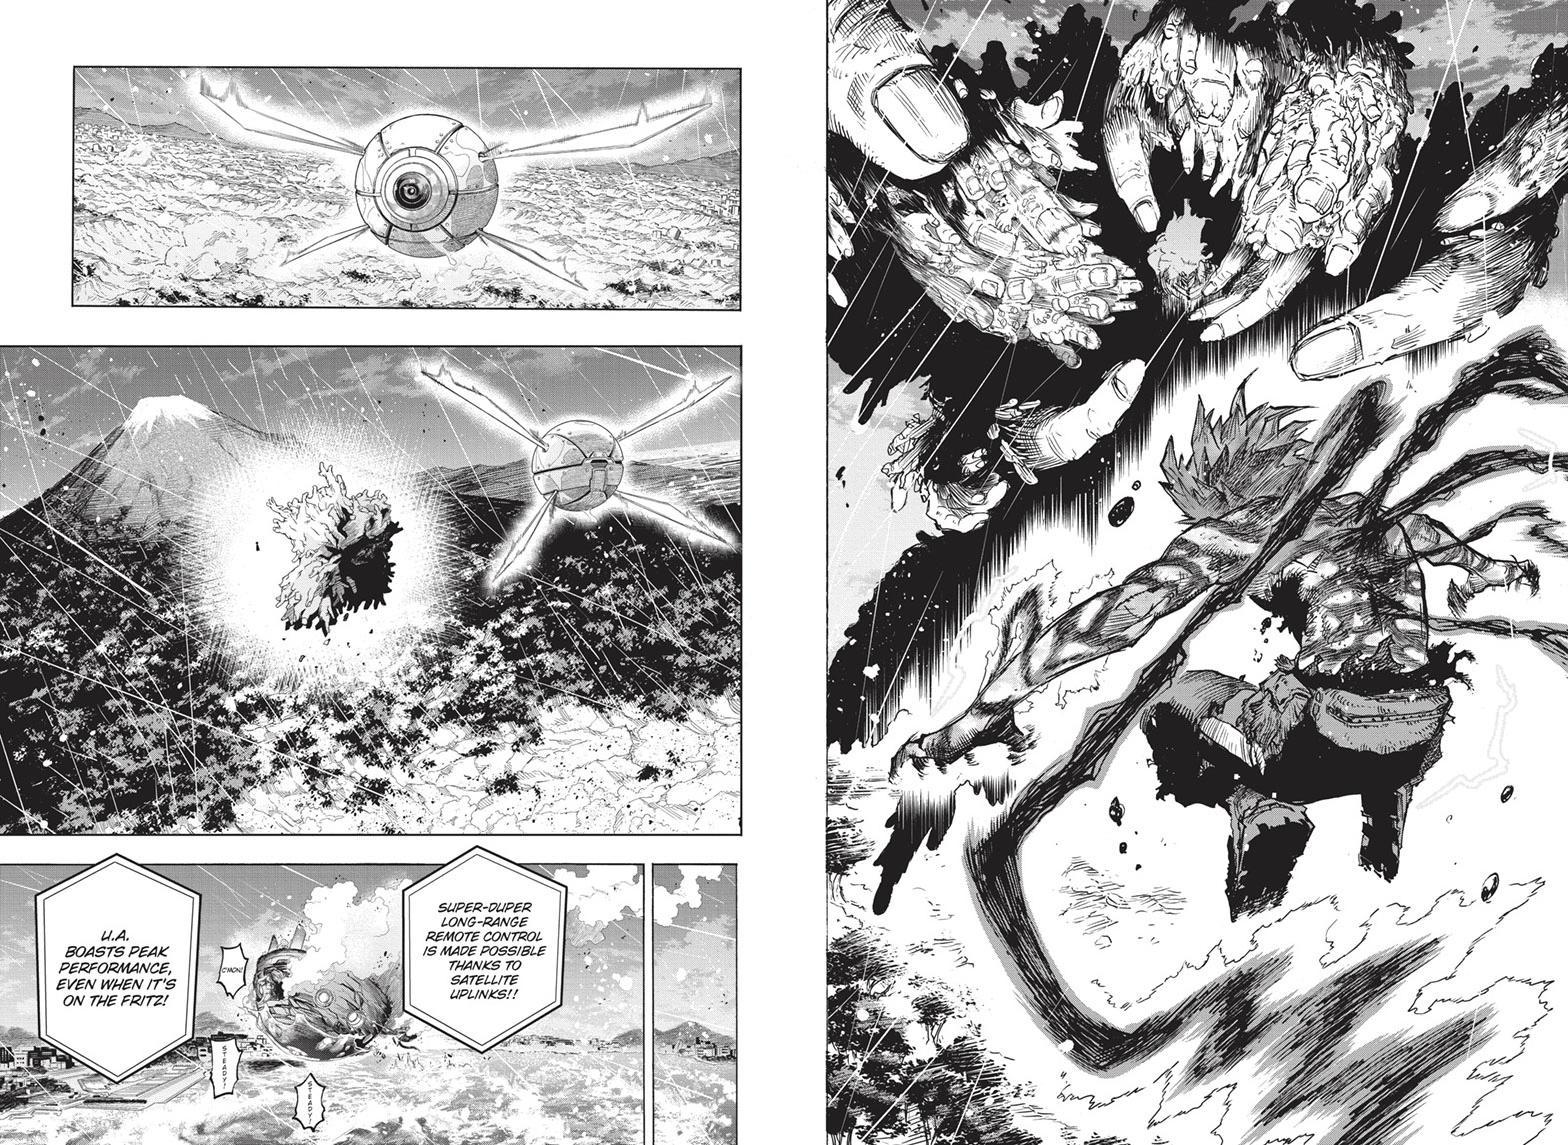 SUPER-DUPER
LONG-RANGE
REMOTE CONTROL
IS MADE POSSIBLE
THANKS TO
SATELLITE
UPLINKS!!
C'MON!
STEADY!
STEADY!
U.A.
BOASTS PEAK
PERFORMANCE,
EVEN WHEN IT'S
ON THE FRITZ!